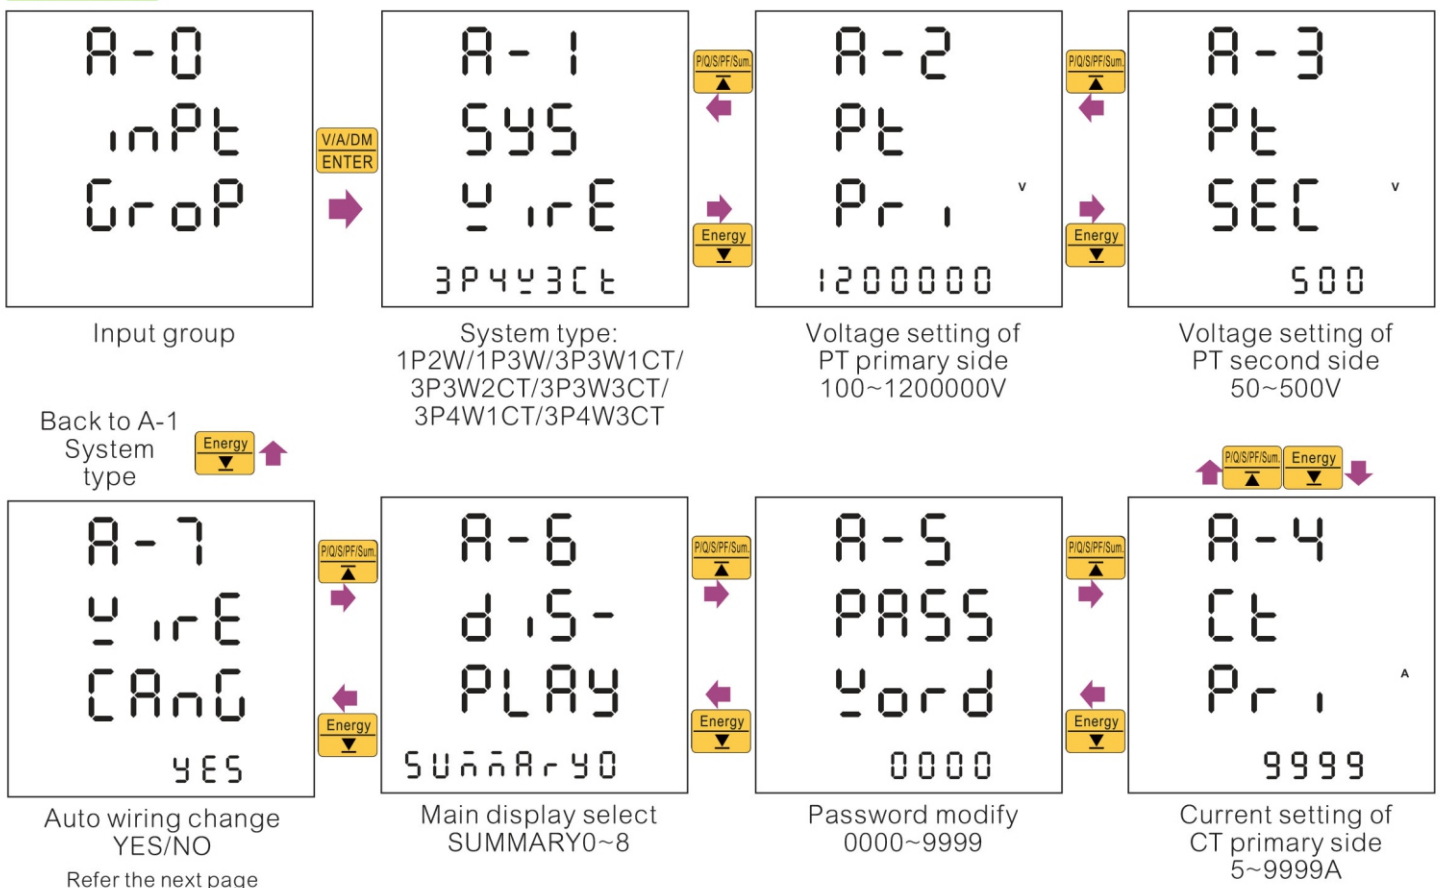 A-0
inPt
GroP
V/A/DM
ENTER
A-1
SYS
WirE
3P4W3Ct
P/Q/S/PF/Sum.
Energy
A-2
Pt
Pri
V
1200000
P/Q/S/PF/Sum.
Energy
A-3
Pt
SEC
V
500
Input group
System type:
1P2W/1P3W/3P3W1CT/
3P3W2CT/3P3W3CT/
3P4W1CT/3P4W3CT
Voltage setting of
PT primary side
100~1200000V
Voltage setting of
PT second side
50~500V
Back to A-1
System
type
Energy
P/Q/S/PF/Sum.
Energy
A-7
WirE
CAnG
YES
P/Q/S/PF/Sum.
Energy
A-6
diS-
PLAY
SUmmArY0
P/Q/S/PF/Sum.
Energy
A-5
PASS
Word
0000
P/Q/S/PF/Sum.
Energy
A-4
Ct
Pri
A
9999
Auto wiring change
YES/NO
Refer the next page
Main display select
SUMMARY0~8
Password modify
0000~9999
Current setting of
CT primary side
5~9999A